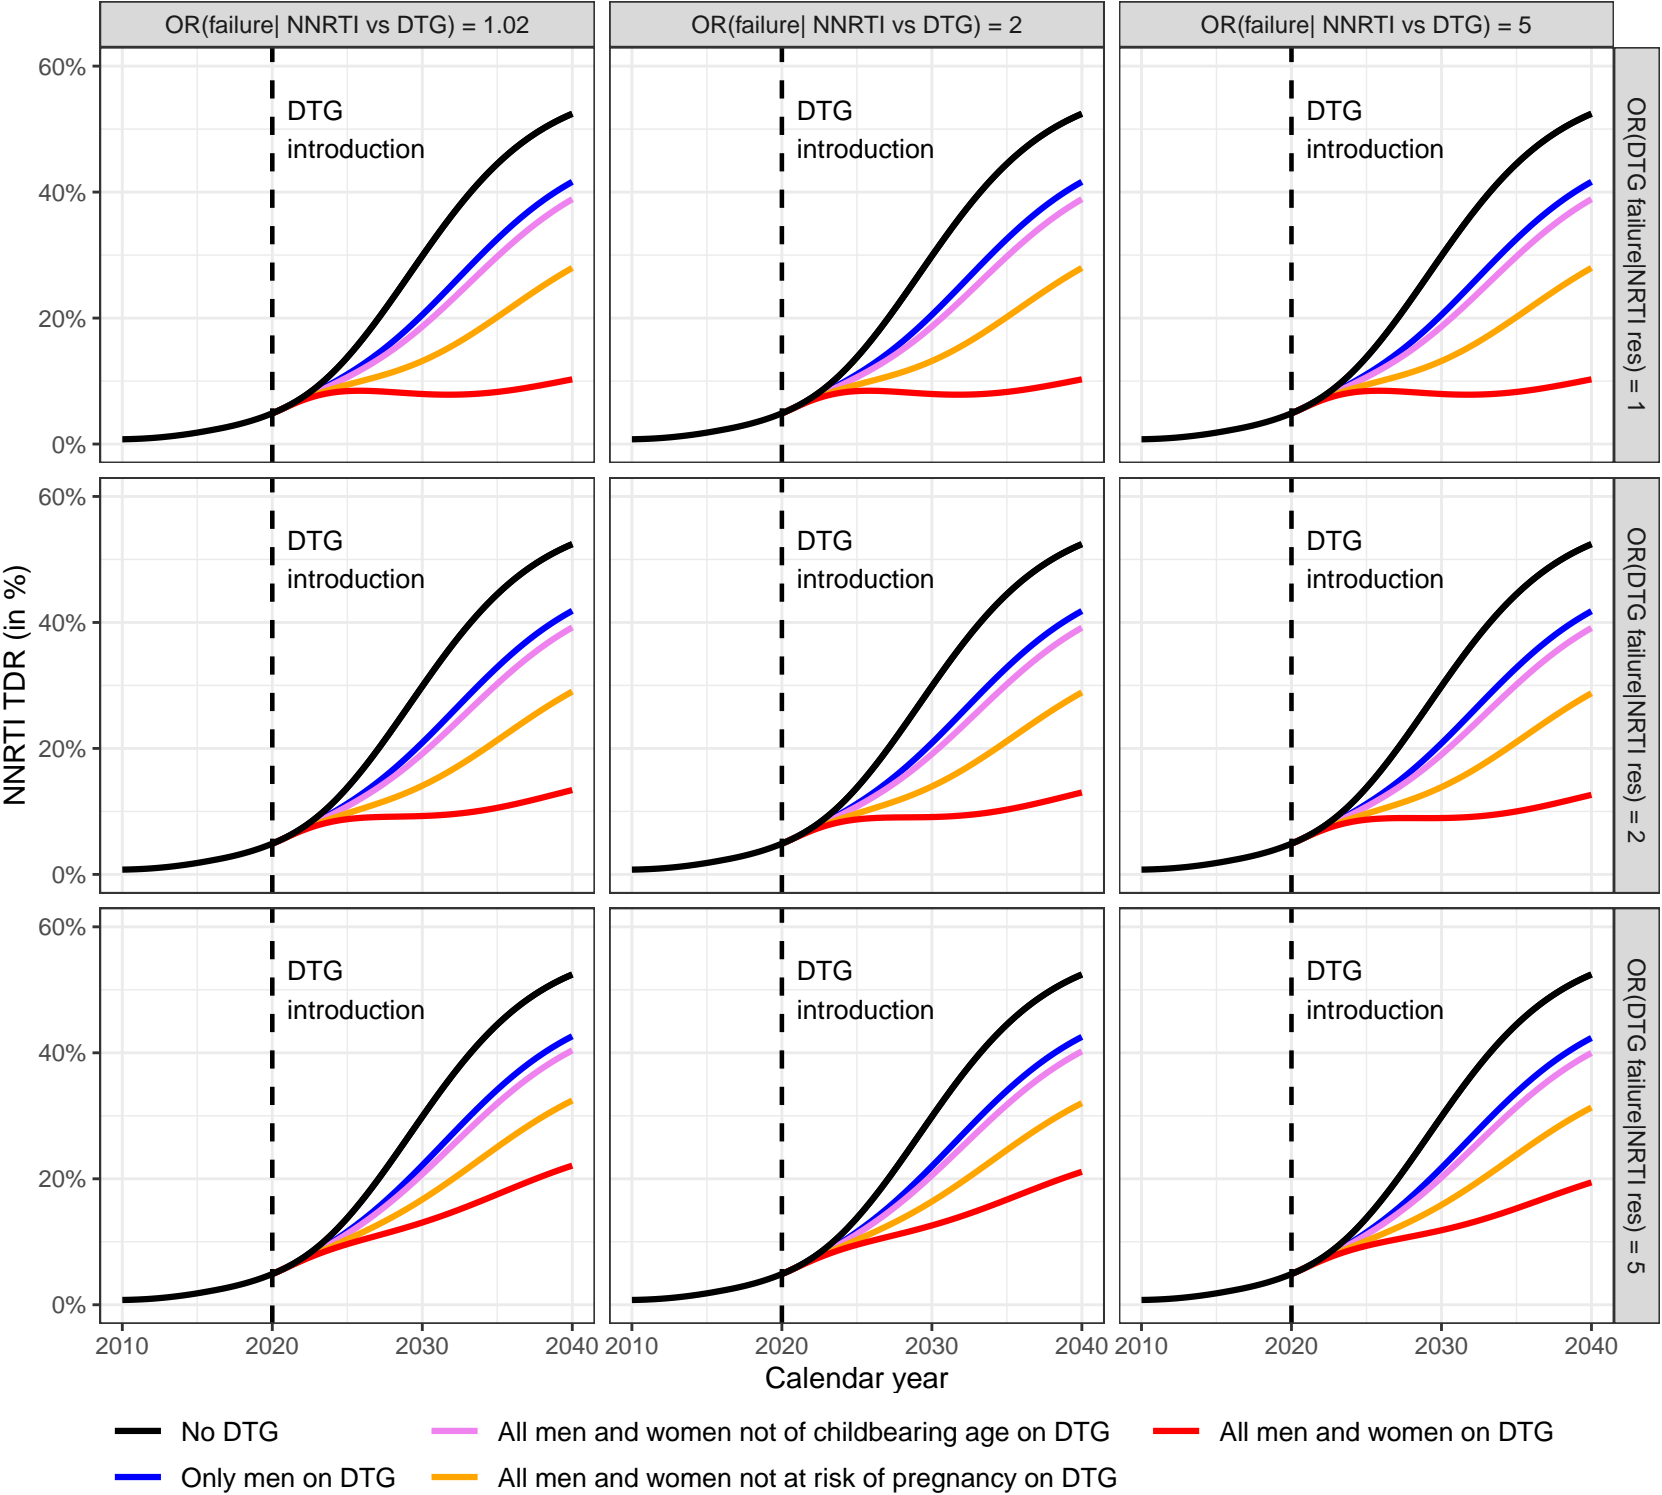 OR(failure| NNRTI vs DTG) = 1.02
OR(failure| NNRTI vs DTG) = 2
OR(failure| NNRTI vs DTG) = 5
60%
40%
20%
0%
DTG
introduction
DTG
introduction
DTG
introduction
OR(DTG failure|NRTI res) = 1
NNRTI TDR (in %)
60%
40%
20%
0%
DTG
introduction
DTG
introduction
DTG
introduction
OR(DTG failure|NRTI res) = 2
60%
40%
20%
0%
DTG
introduction
DTG
introduction
DTG
introduction
OR(DTG failure|NRTI res) = 5
2010 2020 2030 2040
2010 2020 2030 2040
2010 2020 2030 2040
Calendar year
No DTG
Only men on DTG
All men and women not of childbearing age on DTG
All men and women not at risk of pregnancy on DTG
All men and women on DTG